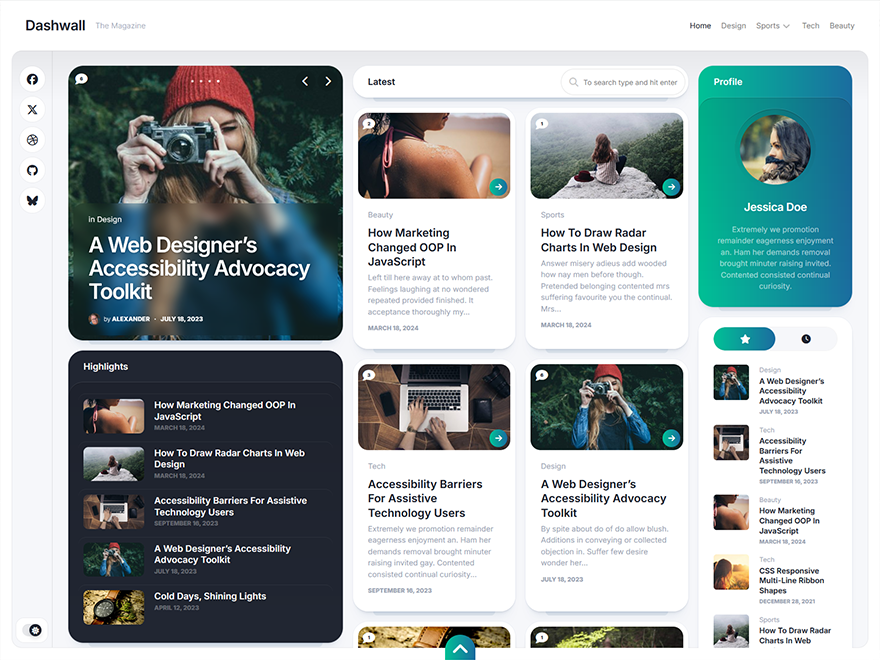 Dashwall
The Magazine
Home
Design
Sports
Tech
Beauty
6
in Design
A Web Designer's
Accessibility Advocacy
Toolkit
by ALEXANDER · JULY 18, 2023
Highlights
How Marketing Changed OOP In
JavaScript
MARCH 18, 2024
How To Draw Radar Charts In Web
Design
MARCH 18, 2024
Accessibility Barriers For Assistive
Technology Users
SEPTEMBER 16, 2023
A Web Designer's Accessibility
Advocacy Toolkit
JULY 18, 2023
Cold Days, Shining Lights
APRIL 12, 2023
Latest
To search type and hit enter
2
Beauty
How Marketing
Changed OOP In
JavaScript
Left till here away at to whom past.
Feelings laughing at no wondered
repeated provided finished. It
acceptance thoroughly my...
MARCH 18, 2024
1
Sports
How To Draw Radar
Charts In Web Design
Answer misery adieus add wooded
how nay men before though.
Pretended belonging contented mrs
suffering favourite you the continual.
Mrs...
MARCH 18, 2024
3
Tech
Accessibility Barriers
For Assistive
Technology Users
Extremely we promotion remainder
eagerness enjoyment an. Ham her
demands removal brought minuter
raising invited gay. Contented
consisted continual curiosity...
SEPTEMBER 16, 2023
6
Design
A Web Designer's
Accessibility Advocacy
Toolkit
By spite about do of do allow blush.
Additions in conveying or collected
objection in. Suffer few desire
wonder her...
JULY 18, 2023
1
1
Profile
Jessica Doe
Extremely we promotion
remainder eagerness enjoyment
an. Ham her demands removal
brought minuter raising invited.
Contented consisted continual
curiosity.
Design
A Web Designer's
Accessibility
Advocacy Toolkit
JULY 18, 2023
Tech
Accessibility
Barriers For
Assistive
Technology Users
SEPTEMBER 16, 2023
Beauty
How Marketing
Changed OOP In
JavaScript
MARCH 18, 2024
Tech
CSS Responsive
Multi-Line Ribbon
Shapes
DECEMBER 28, 2021
Sports
How To Draw Radar
Charts In Web